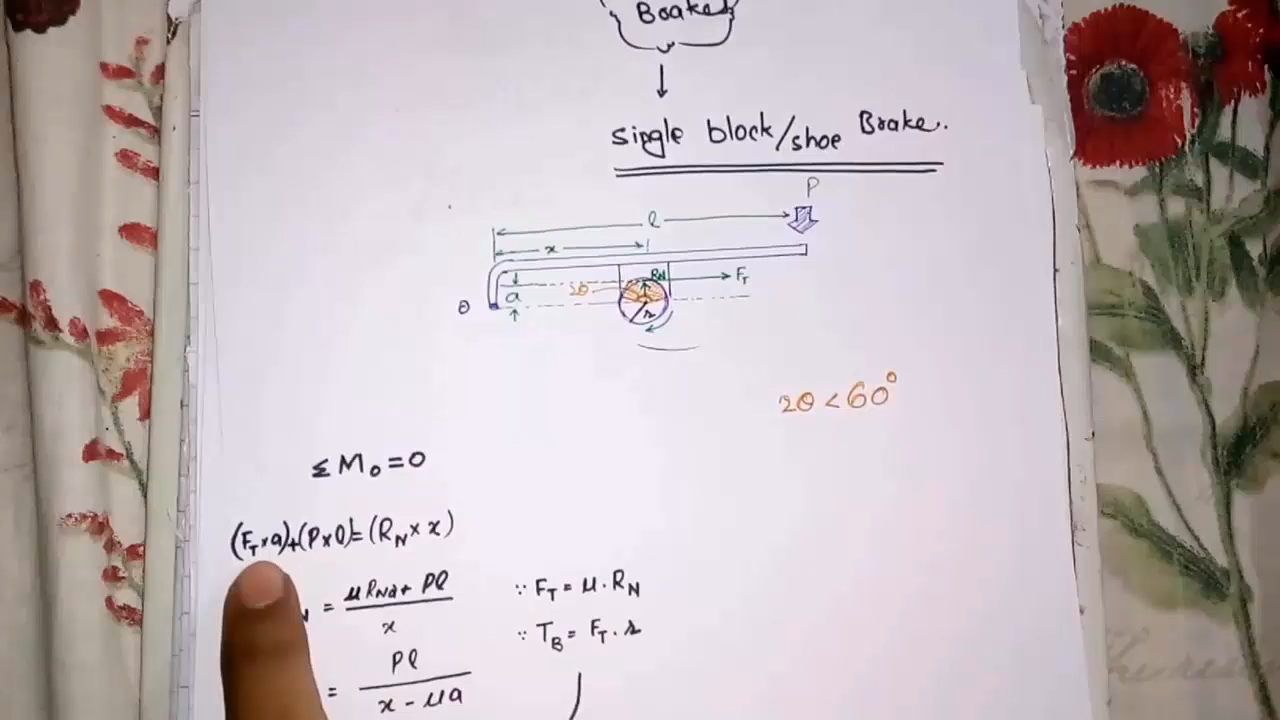 Brakes
single block/shoe Brake.
P
l
x
RN
FT
a
2θ
O
r
2θ < 60°
ΣMo = 0
(FT×a)+(P×l) = (RN × x)
= μRNa + Pl / x
∵ FT = μ. RN
∵ TB = FT . r
= Pl / x - μa